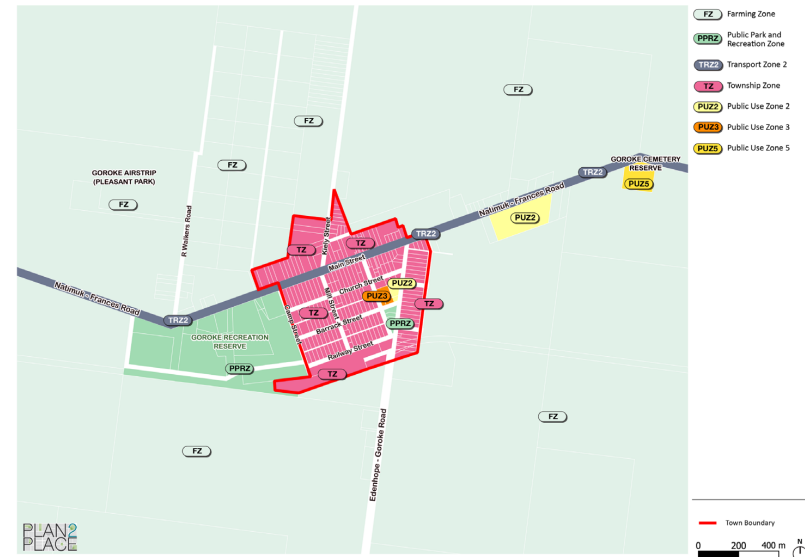 FZ Farming Zone
PPRZ Public Park and
Recreation Zone
TRZ2 Transport Zone 2
TZ Township Zone
PUZ2 Public Use Zone 2
PUZ3 Public Use Zone 3
PUZ5 Public Use Zone 5
FZ
FZ
FZ
GOROKE AIRSTRIP
(PLEASANT PARK)
FZ
GOROKE CEMETERY
RESERVE
TRZ2
PUZ5
Natimuk - Frances Road
PUZ2
R Walkers Road
Kiely Street
TRZ2
TZ
TZ
Main Street
Natimuk - Frances Road
TRZ2
Church Street
PUZ2
PUZ3
TZ
Mill Street
TZ
Camp Street
Barrack Street
PPRZ
GOROKE RECREATION
RESERVE
Railway Street
PPRZ
TZ
FZ
Edenhope - Goroke Road
FZ
PLAN2
PLACE
Town Boundary
0 200 400 m
N